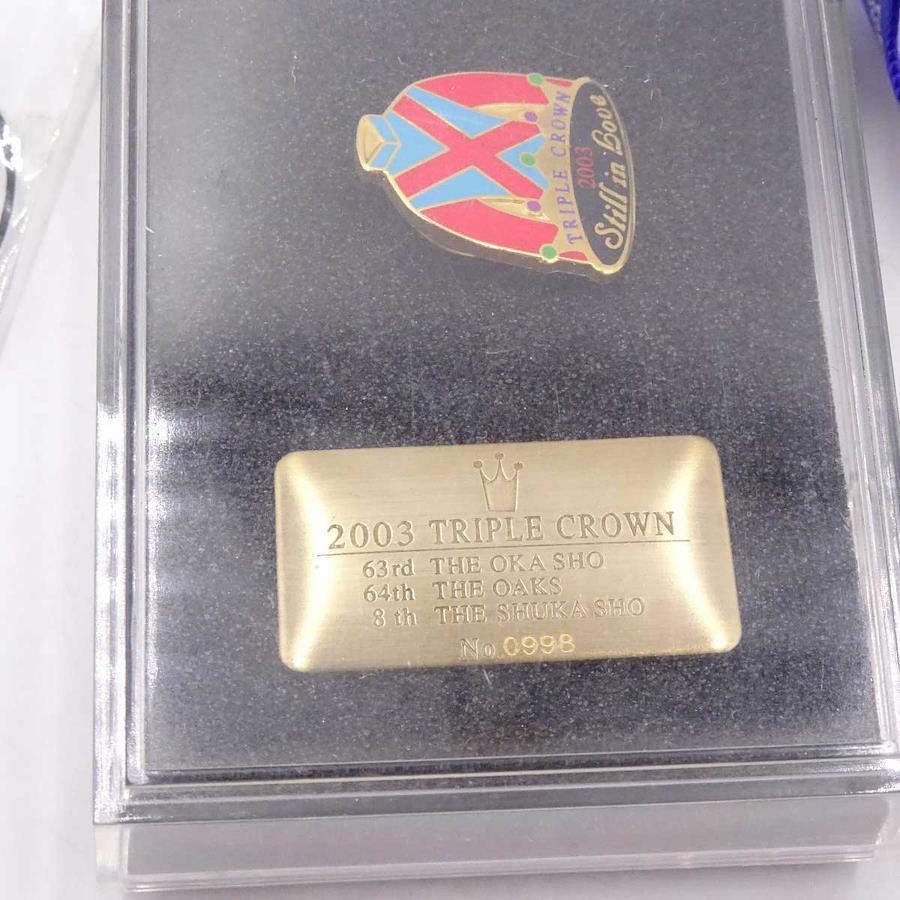 TRIPLE CROWN
2003
Still in Love
2003 TRIPLE CROWN
63rd THE OKA SHO
64th THE OAKS
8 th THE SHUKA SHO
No.0998